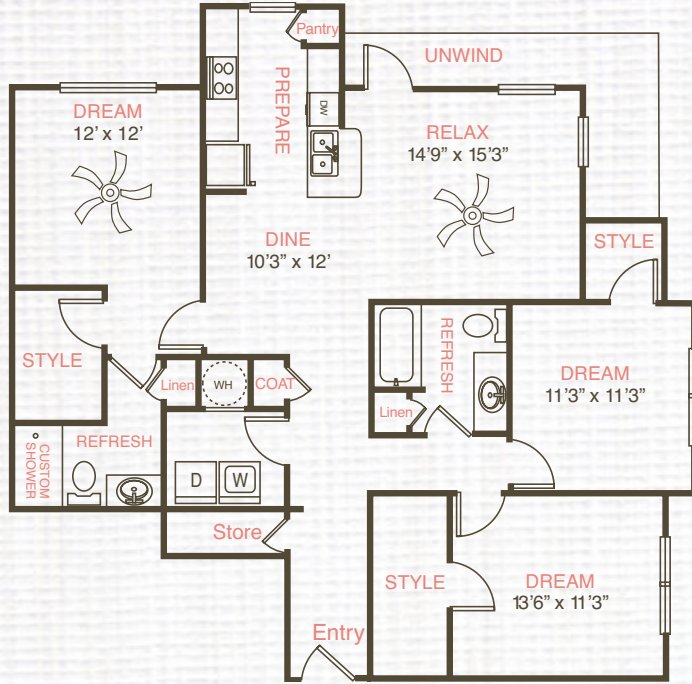 Pantry
UNWIND
DREAM
12' x 12'
PREPARE
DW
RELAX
14'9" x 15'3"
DINE
10'3" x 12'
STYLE
STYLE
REFRESH
DREAM
11'3" x 11'3"
Linen
WH
COAT
Linen
REFRESH
CUSTOM
SHOWER
D
W
Store
STYLE
DREAM
13'6" x 11'3"
Entry